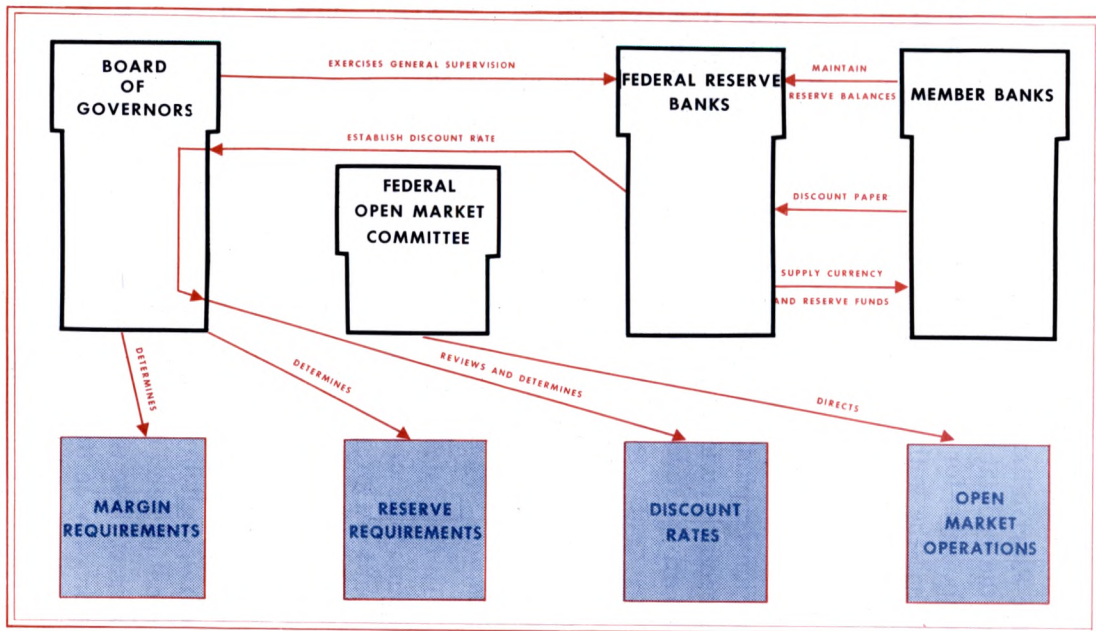 BOARD
OF
GOVERNORS
EXERCISES GENERAL SUPERVISION
FEDERAL RESERVE
BANKS
MAINTAIN
RESERVE BALANCES
MEMBER BANKS
ESTABLISH DISCOUNT RATE
FEDERAL
OPEN MARKET
COMMITTEE
DISCOUNT PAPER
SUPPLY CURRENCY
AND RESERVE FUNDS
DETERMINES
DETERMINES
REVIEWS AND DETERMINES
DIRECTS
MARGIN
REQUIREMENTS
RESERVE
REQUIREMENTS
DISCOUNT
RATES
OPEN
MARKET
OPERATIONS